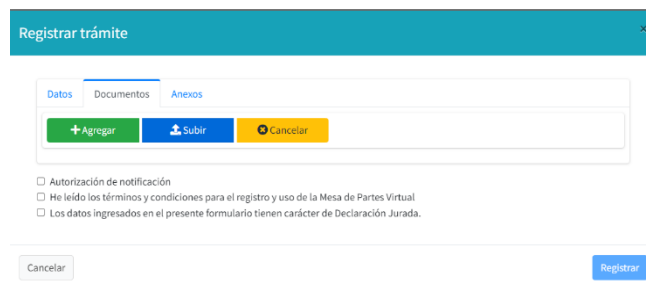 Registrar trámite
×
Datos Documentos Anexos
Agregar Subir Cancelar
Autorización de notificación
He leído los términos y condiciones para el registro y uso de la Mesa de Partes Virtual
Los datos ingresados en el presente formulario tienen carácter de Declaración Jurada.
Cancelar Registrar